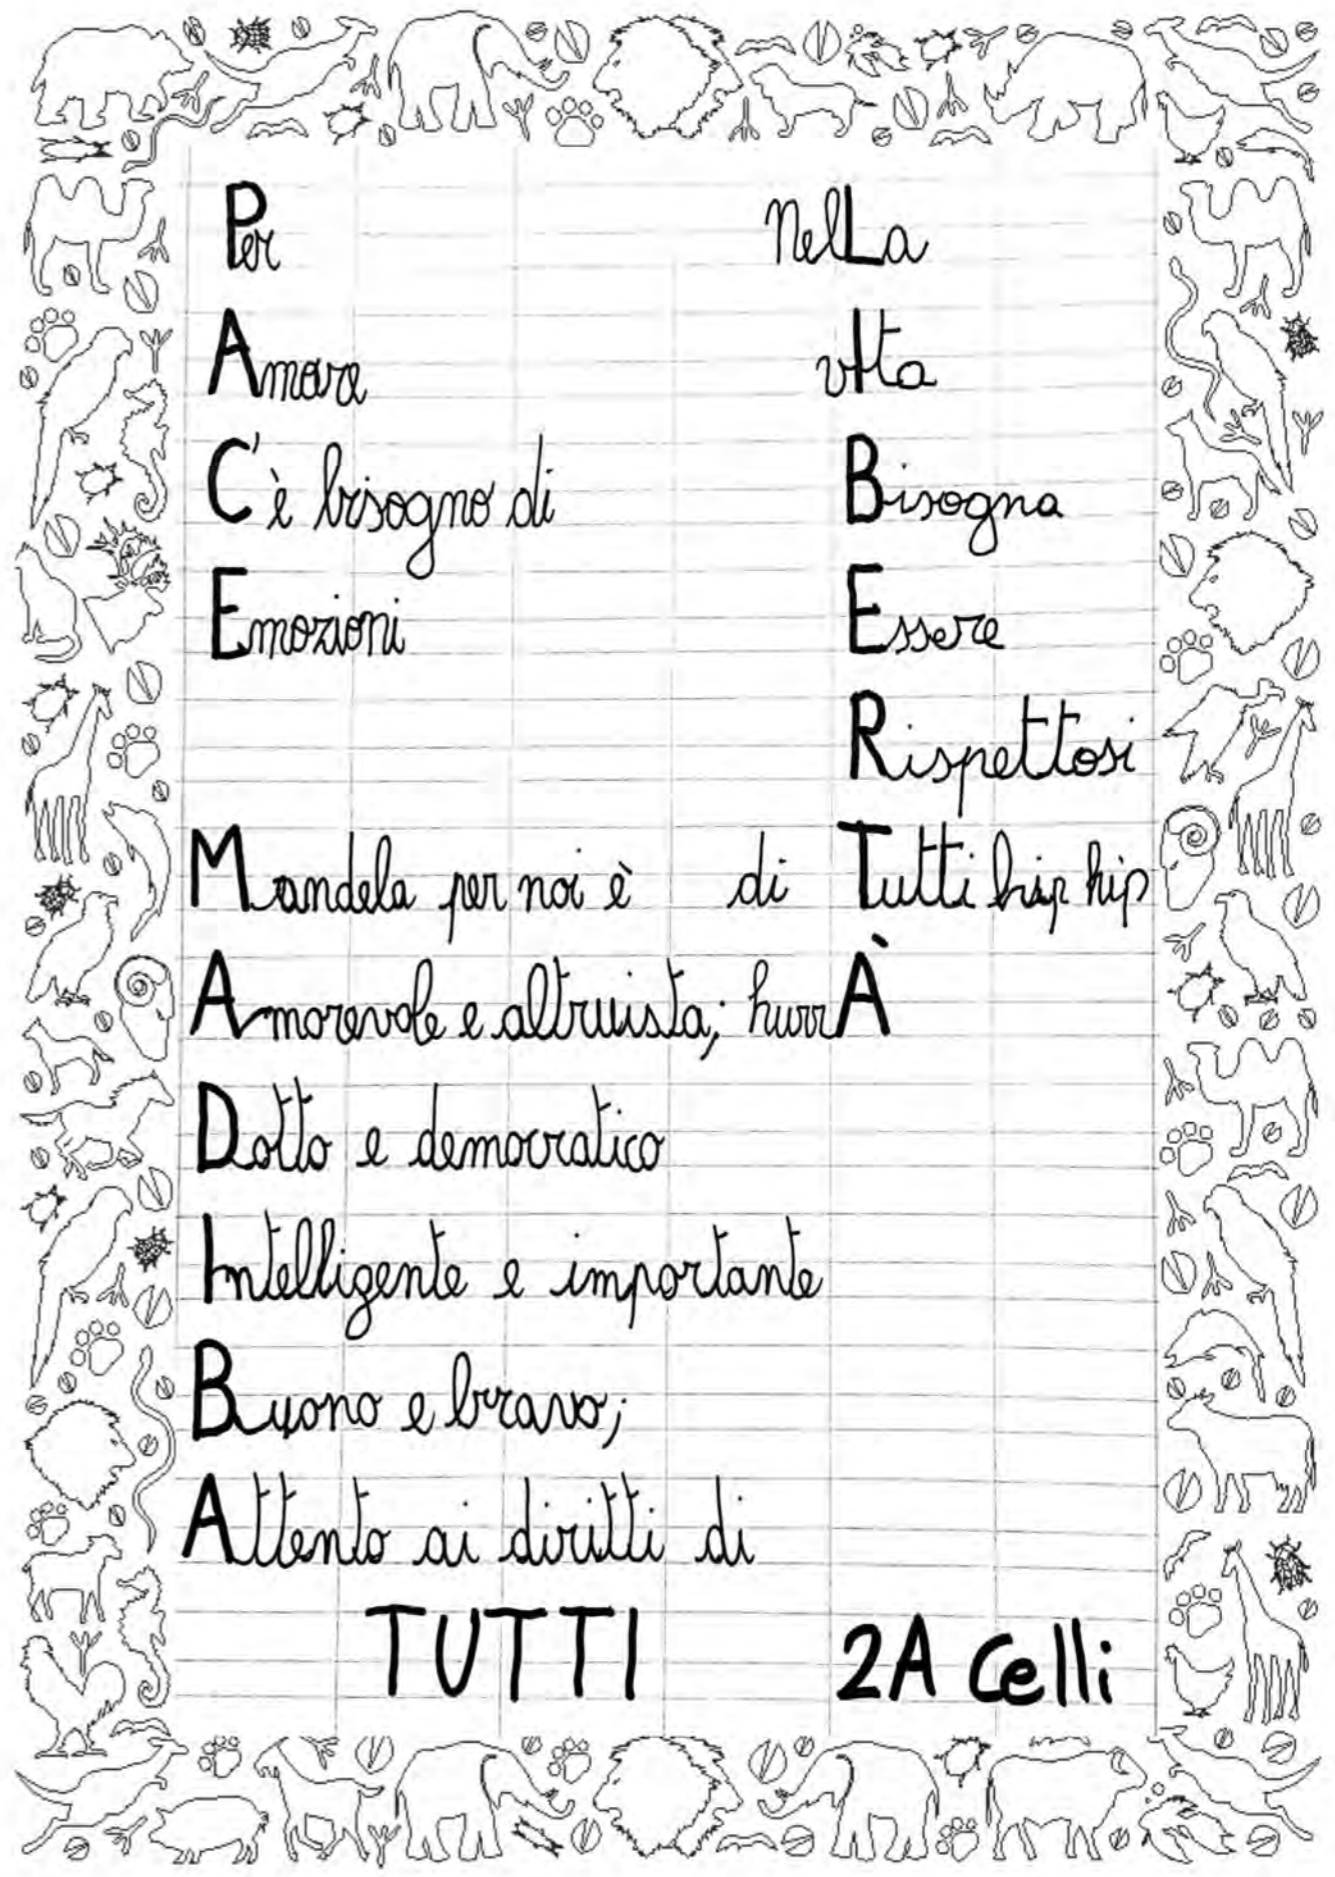 Per nelLa
Amore vIta
C'è bisogno di Bisogna
Emozioni Essere
Rispettosi
Mandela per noi è di Tutti hip hip
Amorevole e altruista; hurrÀ
Dotto e democratico
Intelligente e importante
Buono e bravo;
Attento ai diritti di
TUTTI 2A Celli